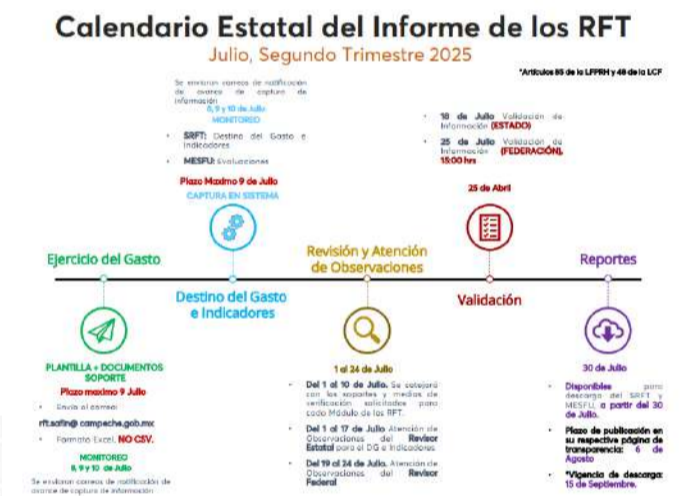 Calendario Estatal del Informe de los RFT
Julio, Segundo Trimestre 2025
*Artículos 85 de la LFPRH y 48 de la LCF
Se enviaran correos de notificación
de avance de captura de
información
8, 9 y 10 de Julio
MONITOREO
• SRFT: Destino del Gasto e
Indicadores
• MESFU: Evaluaciones
Plazo Maximo 9 de Julio
CAPTURA EN SISTEMA
• 18 de Julio Validación de
Información (ESTADO)
• 25 de Julio Validación de
Información (FEDERACIÓN),
15:00 hrs
25 de Abril
Ejercicio del Gasto
Destino del Gasto
e Indicadores
Revisión y Atención
de Observaciones
Validación
Reportes
PLANTILLA + DOCUMENTOS
SOPORTE
Plazo maximo 9 Julio
• Envío al correo:
rft.safin@ campeche.gob.mx
• Formato Excel, NO CSV.
MONITOREO
8, 9 y 10 de Julio
Se enviaran correos de notificación de
avance de captura de información
1 al 24 de Julio
• Del 1 al 10 de Julio. Se cotejará
con los soportes y medios de
verificación solicitados para
cada Módulo de los RFT.
• Del 1 al 17 de Julio Atención de
Observaciones del Revisor
Estatal para el DG e Indicadores
• Del 19 al 24 de Julio, Atención de
Observaciones del Revisor
Federal
30 de Julio
• Disponibles para
descarga del SRFT y
MESFU, a partir del 30
de Julio.
• Plazo de publicación en
su respective página de
transparencia: 6 de
Agosto
• *Vigencia de descarga:
15 de Septiembre.